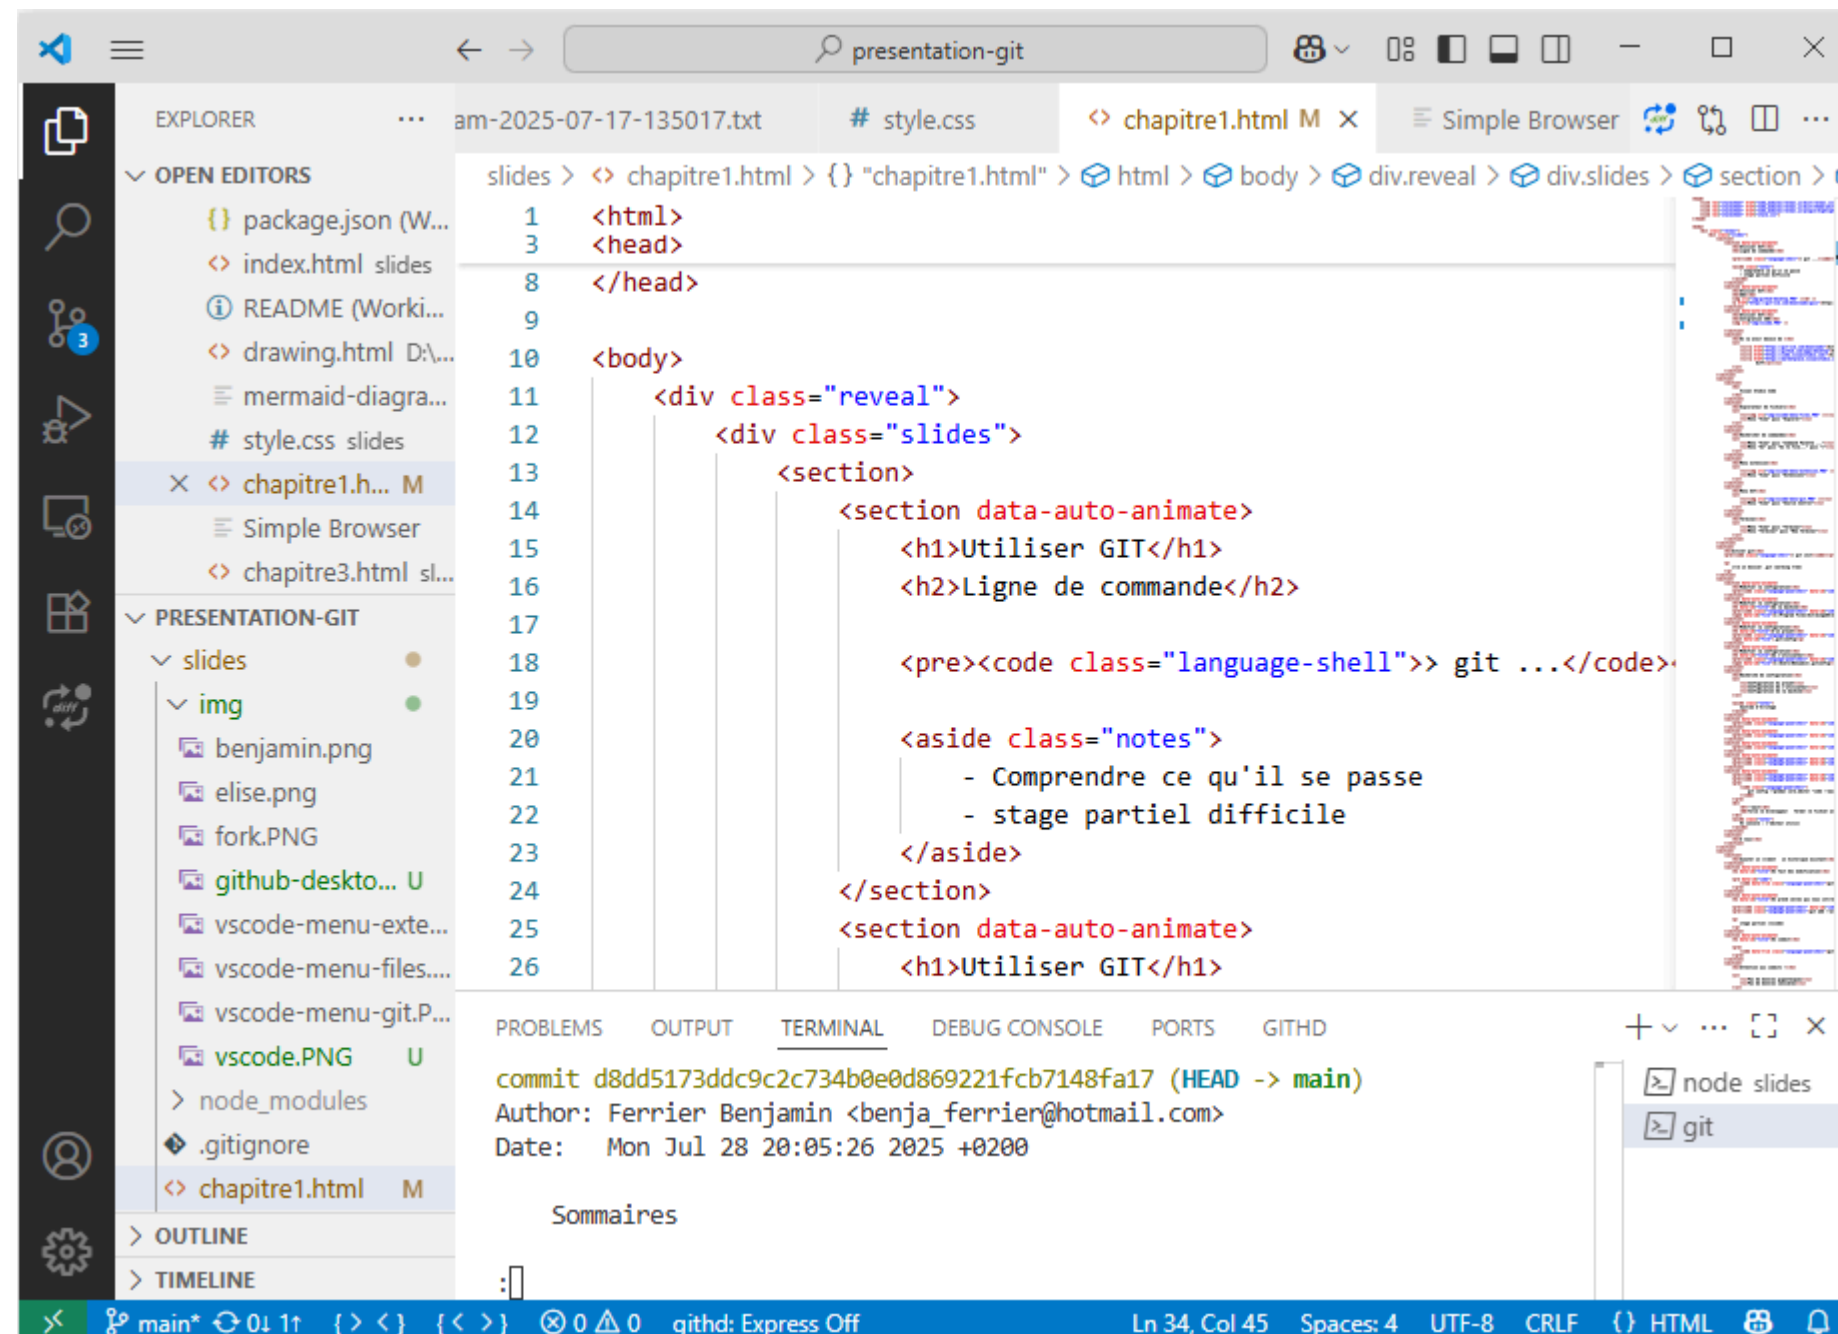 presentation-git
EXPLORER ...
am-2025-07-17-135017.txt
# style.css
<> chapitre1.html M
Simple Browser
OPEN EDITORS
{} package.json (W...
<> index.html slides
README (Worki...
<> drawing.html D:\...
mermaid-diagra...
# style.css slides
<> chapitre1.h... M
Simple Browser
<> chapitre3.html sl...
PRESENTATION-GIT
slides
img
benjamin.png
elise.png
fork.PNG
github-deskto... U
vscode-menu-exte...
vscode-menu-files....
vscode-menu-git.P...
vscode.PNG U
node_modules
.gitignore
<> chapitre1.html M
OUTLINE
TIMELINE
3
diff
slides > <> chapitre1.html > {} "chapitre1.html" > html > body > div.reveal > div.slides > section >
1 <html>
3 <head>
8 </head>
9
10 <body>
11 <div class="reveal">
12 <div class="slides">
13 <section>
14 <section data-auto-animate>
15 <h1>Utiliser GIT</h1>
16 <h2>Ligne de commande</h2>
17
18 <pre><code class="language-shell">> git ...</code><
19
20 <aside class="notes">
21 - Comprendre ce qu'il se passe
22 - stage partiel difficile
23 </aside>
24 </section>
25 <section data-auto-animate>
26 <h1>Utiliser GIT</h1>
PROBLEMS OUTPUT TERMINAL DEBUG CONSOLE PORTS GITHD
commit d8dd5173ddc9c2c734b0e0d869221fcb7148fa17 (HEAD -> main)
Author: Ferrier Benjamin <benja_ferrier@hotmail.com>
Date: Mon Jul 28 20:05:26 2025 +0200
Sommaires
:
node slides
git
main* 0↓ 1↑ {> <} {< >} 0 0 githd: Express Off Ln 34, Col 45 Spaces: 4 UTF-8 CRLF {} HTML